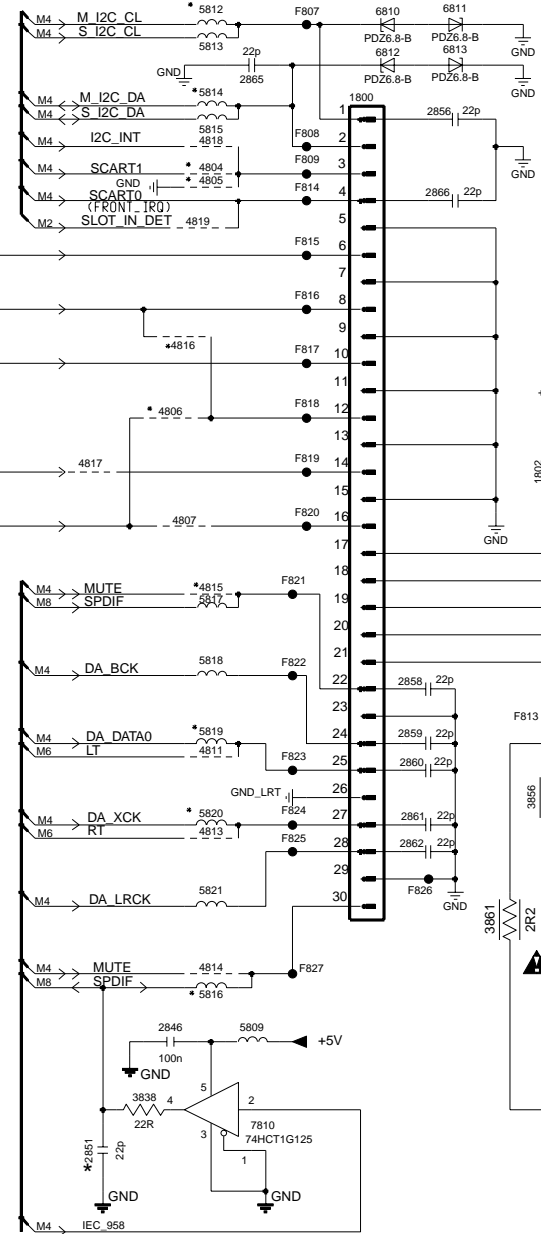 * 5812 F807 6810 6811
M4 M_I2C_CL
M4 S_I2C_CL
5813 PDZ6.8-B PDZ6.8-B GND
22p 6812 6813
GND 2865 PDZ6.8-B PDZ6.8-B GND
M4 M_I2C_DA *5814
M4 S_I2C_DA 1800
5815 1 2856 22p
M4 I2C_INT 4818 F808 2
M4 SCART1 * 4804 F809 3 GND
GND * 4805
M4 SCART0 F814 4 2866 22p
(FRONT_IRQ)
M2 SLOT_IN_DET 4819 5
F815 6
7
F816 8
9
*4816 F817 10
11
* 4806 F818 12
13
4817 F819 14 1802
15
4807 F820 16 GND
17
18
M4 MUTE *4815 F821
M8 SPDIF 5817 19
20
21
M4 DA_BCK 5818 F822 22 2858 22p
23 F813
M4 DA_DATA0 *5819 24 2859 22p
M6 LT 4811 F823 25 2860 22p
GND_LRT 26 3856
M4 DA_XCK * 5820 F824 27 2861 22p
M6 RT 4813 F825 28 2862 22p
29 F826
M4 DA_LRCK 5821 30 GND 3861 2R2
M4 MUTE 4814 F827
M8 SPDIF * 5816
2846 5809 +5V
100n
GND
5
3838 4 2
22R 7810
3 74HCT1G125
*2851 22p 1
GND GND
M4 IEC_958